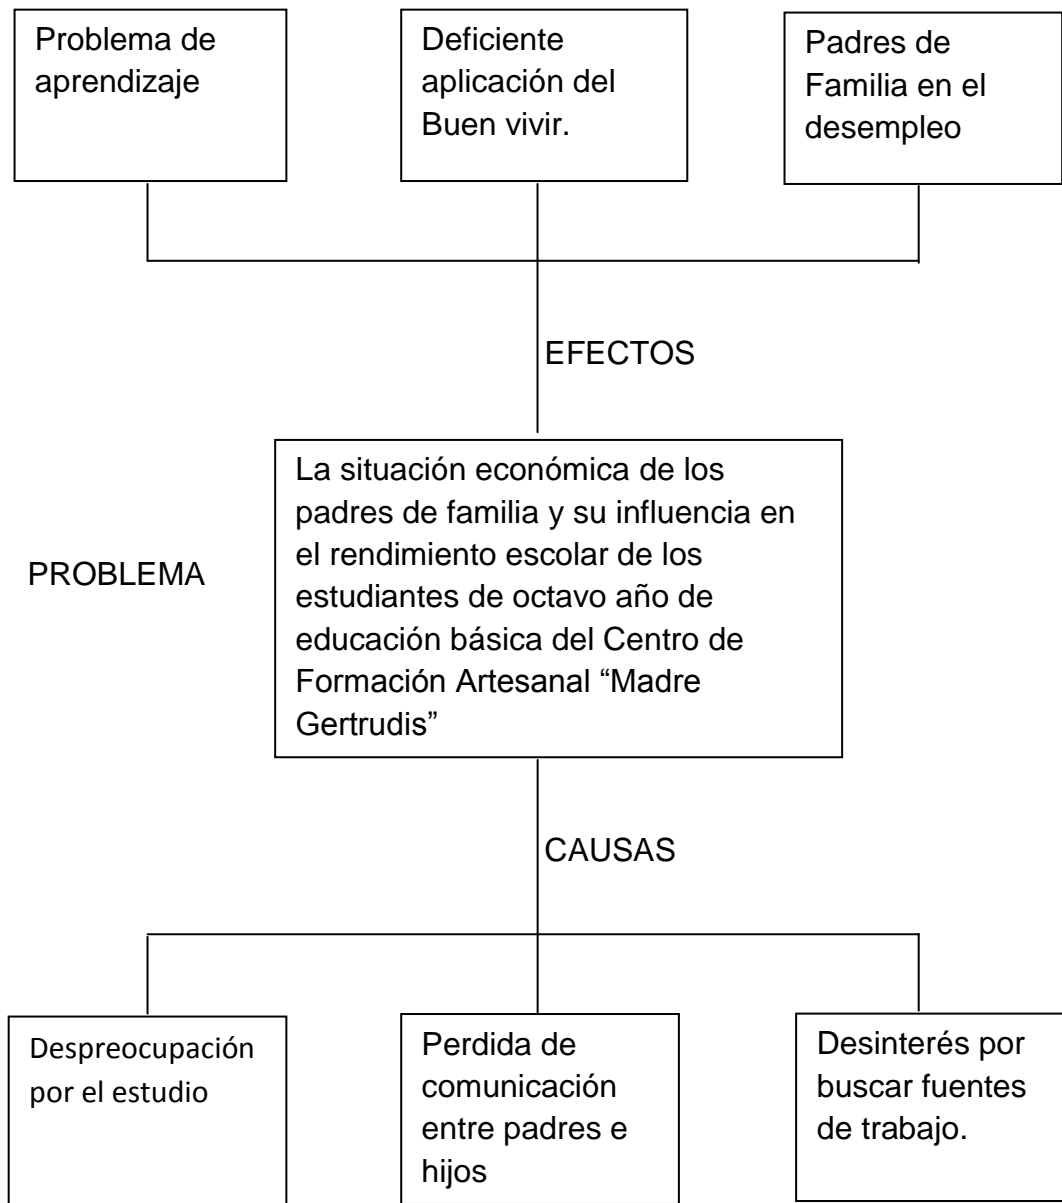 Problema de
aprendizaje
Deficiente
aplicación del
Buen vivir.
Padres de
Familia en el
desempleo
EFECTOS
PROBLEMA
La situación económica de los
padres de familia y su influencia en
el rendimiento escolar de los
estudiantes de octavo año de
educación básica del Centro de
Formación Artesanal “Madre
Gertrudis”
CAUSAS
Despreocupación
por el estudio
Perdida de
comunicación
entre padres e
hijos
Desinterés por
buscar fuentes
de trabajo.